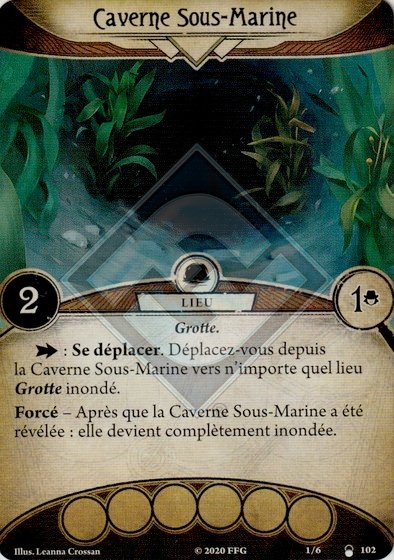 Caverne Sous-Marine
2
LIEU
1
Grotte.
: Se déplacer. Déplacez-vous depuis
la Caverne Sous-Marine vers n'importe quel lieu
Grotte inondé.
Forcé – Après que la Caverne Sous-Marine a été
révélée : elle devient complètement inondée.
Illus. Leanna Crossan © 2020 FFG 1/6 102